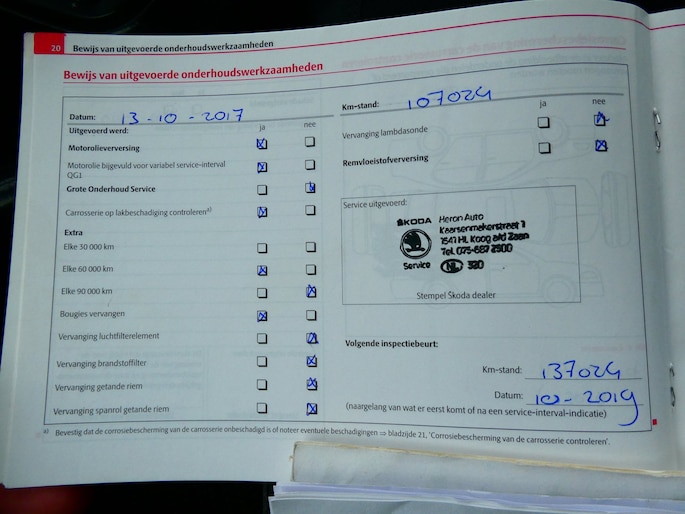 20 Bewijs van uitgevoerde onderhoudswerkzaamheden
Bewijs van uitgevoerde onderhoudswerkzaamheden
Datum: 13-10-2017
Uitgevoerd werd: ja nee
Motorolieverversing
Motorolie bijgevuld voor variabel service-interval
QG1
Grote Onderhoud Service
Carrosserie op lakbeschadiging controlerenª⁾
Extra
Elke 30 000 km
Elke 60 000 km
Elke 90 000 km
Bougies vervangen
Vervanging luchtfilterelement
Vervanging brandstoffilter
Vervanging getande riem
Vervanging spanrol getande riem
Km-stand: 107024
ja nee
Vervanging lambdasonde
Remvloeistofverversing
Service uitgevoerd:
ŠKODA Heron Auto
Kaarsenmakerstraat 7
1541 HL Koog a/d Zaan
Tel. 075-687 2500
Service NL 320
Stempel Škoda dealer
Volgende inspectiebeurt:
Km-stand: 137024
Datum: 10-2019
(naargelang van wat er eerst komt of na een service-interval-indicatie)
ª⁾ Bevestig dat de corrosiebescherming van de carrosserie onbeschadigd is of noteer eventuele beschadigingen ⇒ bladzijde 21, 'Corrosiebescherming van de carrosserie controleren'.